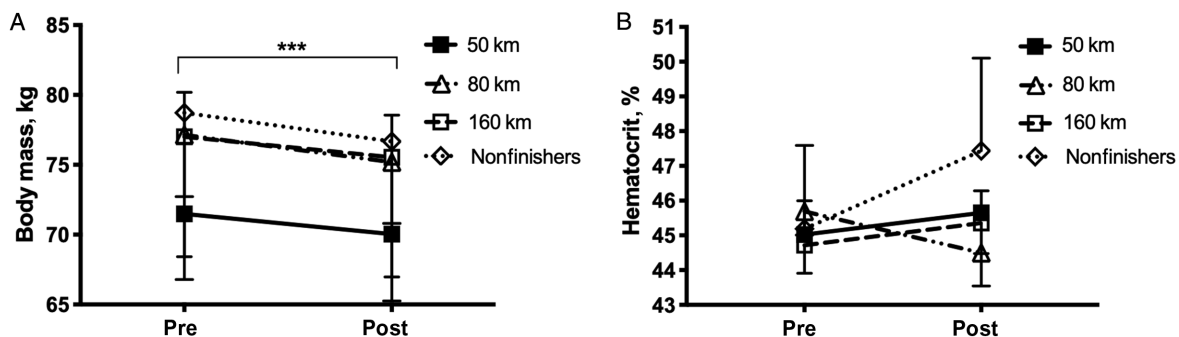 A
Body mass, kg
85
80
75
70
65
***
50 km
80 km
160 km
Nonfinishers
Pre
Post
B
Hematocrit, %
51
50
49
48
47
46
45
44
43
50 km
80 km
160 km
Nonfinishers
Pre
Post